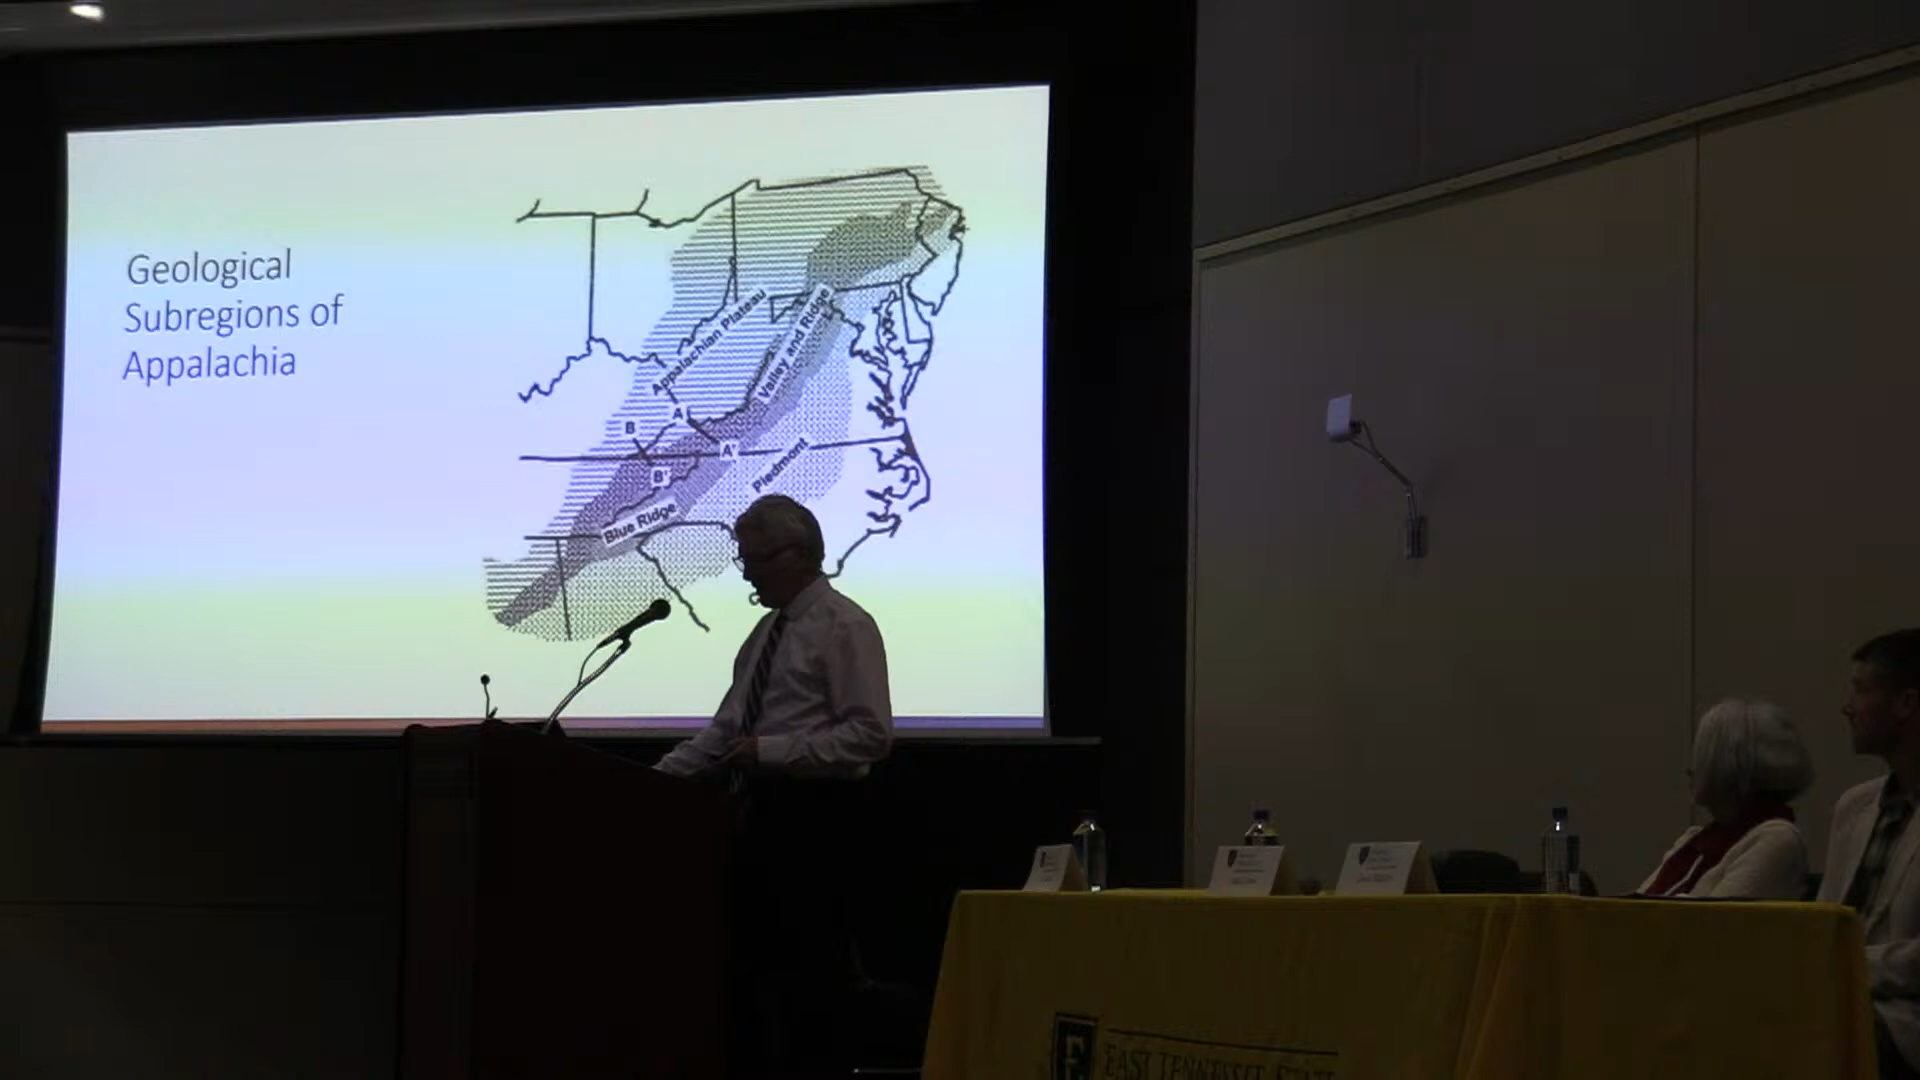 Geological
Subregions of
Appalachia
Appalachian Plateau
Valley and Ridge
A
B
A'
B'
Piedmont
Blue Ridge
E
EAST TENNESSEE STATE